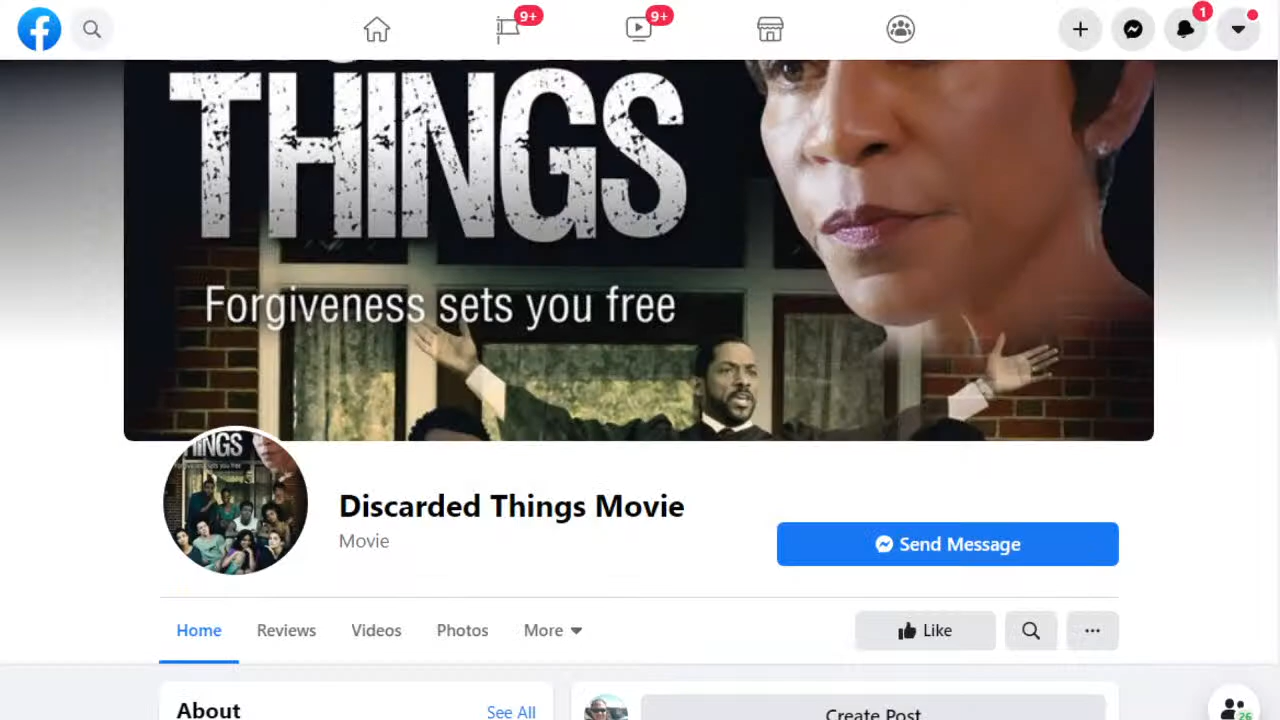 9+
9+
1
THINGS
Forgiveness sets you free
THINGS
Discarded Things Movie
Movie
Send Message
Home
Reviews
Videos
Photos
More
Like
About
See All
Create Post
26